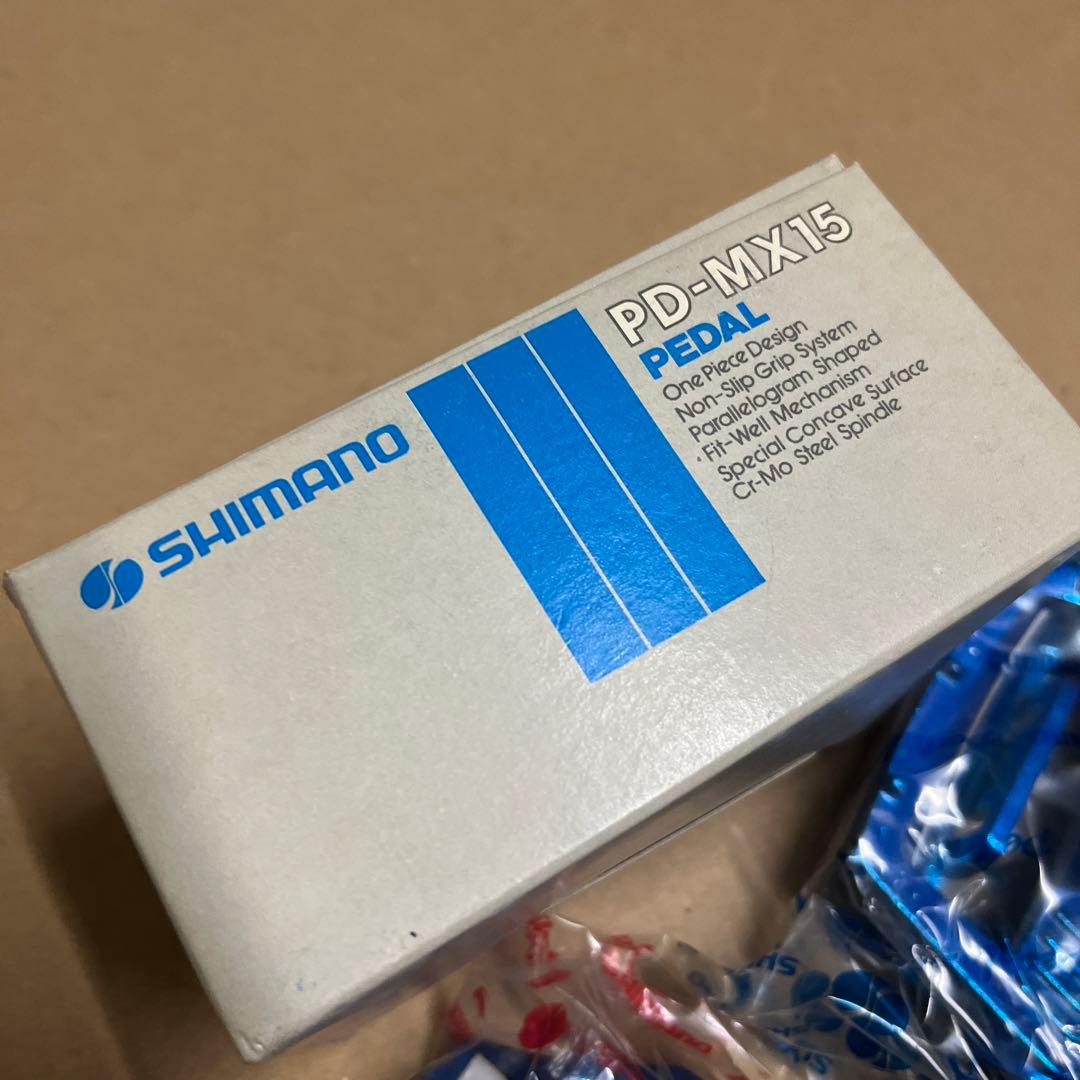 SHIMANO
PD-MX15
PEDAL
One Piece Design
Non-Slip Grip System
Parallelogram Shaped
· Fit-Well Mechanism
Special Concave Surface
Cr-Mo Steel Spindle